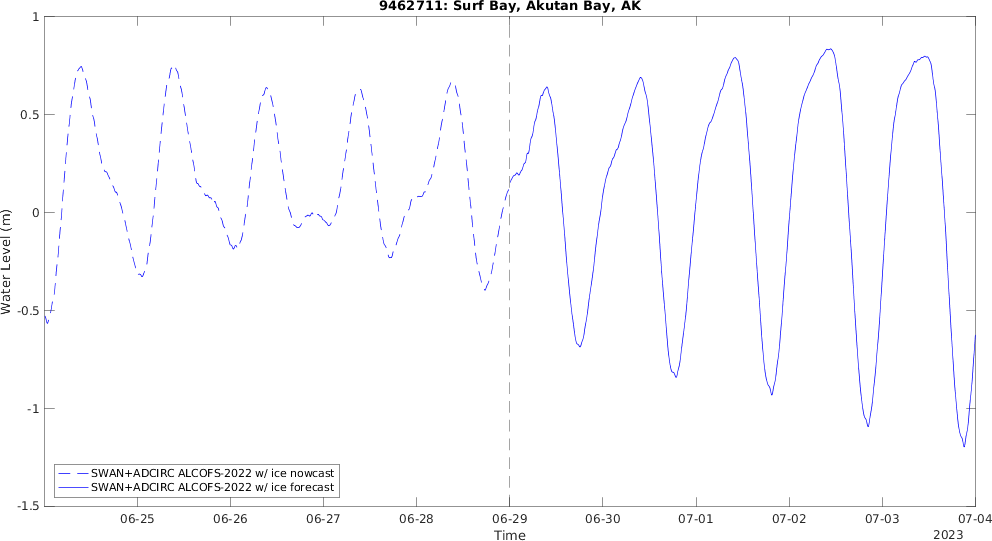 9462711: Surf Bay, Akutan Bay, AK
1
0.5
0
-0.5
-1
-1.5
Water Level (m)
SWAN+ADCIRC ALCOFS-2022 w/ ice nowcast
SWAN+ADCIRC ALCOFS-2022 w/ ice forecast
06-25 06-26 06-27 06-28 06-29 06-30 07-01 07-02 07-03 07-04
Time
2023